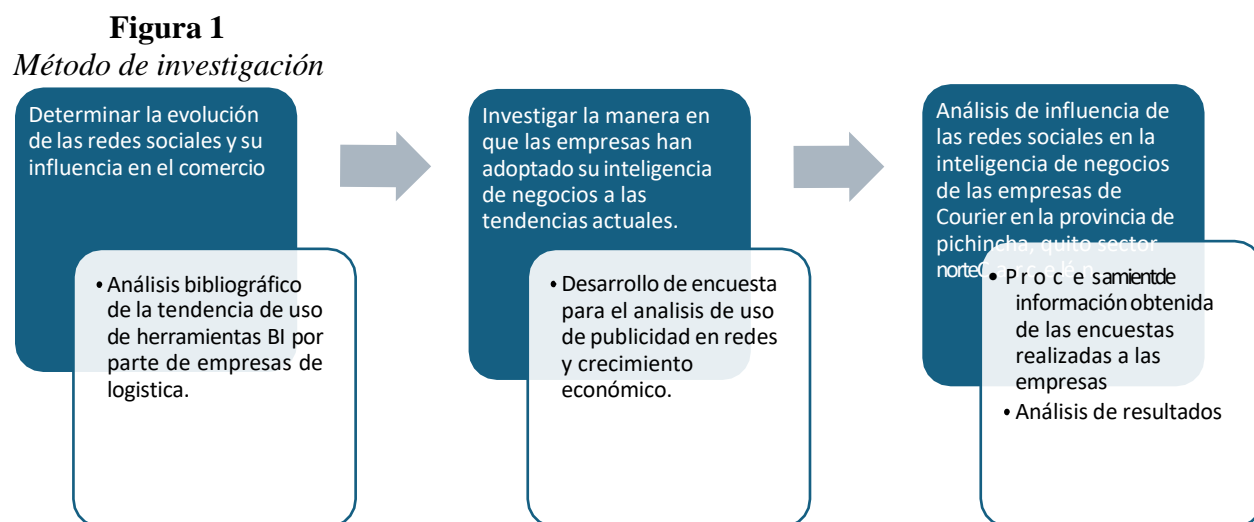 Figura 1
Método de investigación
Determinar la evolución
de las redes sociales y su
influencia en el comercio
Análisis bibliográfico
de la tendencia de uso
de herramientas BI por
parte de empresas de
logistica.
Investigar la manera en
que las empresas han
adoptado su inteligencia
de negocios a las
tendencias actuales.
• Desarrollo de encuesta
para el analisis de uso
de publicidad en redes
y crecimiento
económico.
Análisis de influencia de
las redes sociales en la
inteligencia de negocios
de las empresas de
Courier en la provincia de
pichincha, quito sector
norte
• Procesamientde
información obtenida
de las encuestas
realizadas a las
empresas
• Análisis de resultados